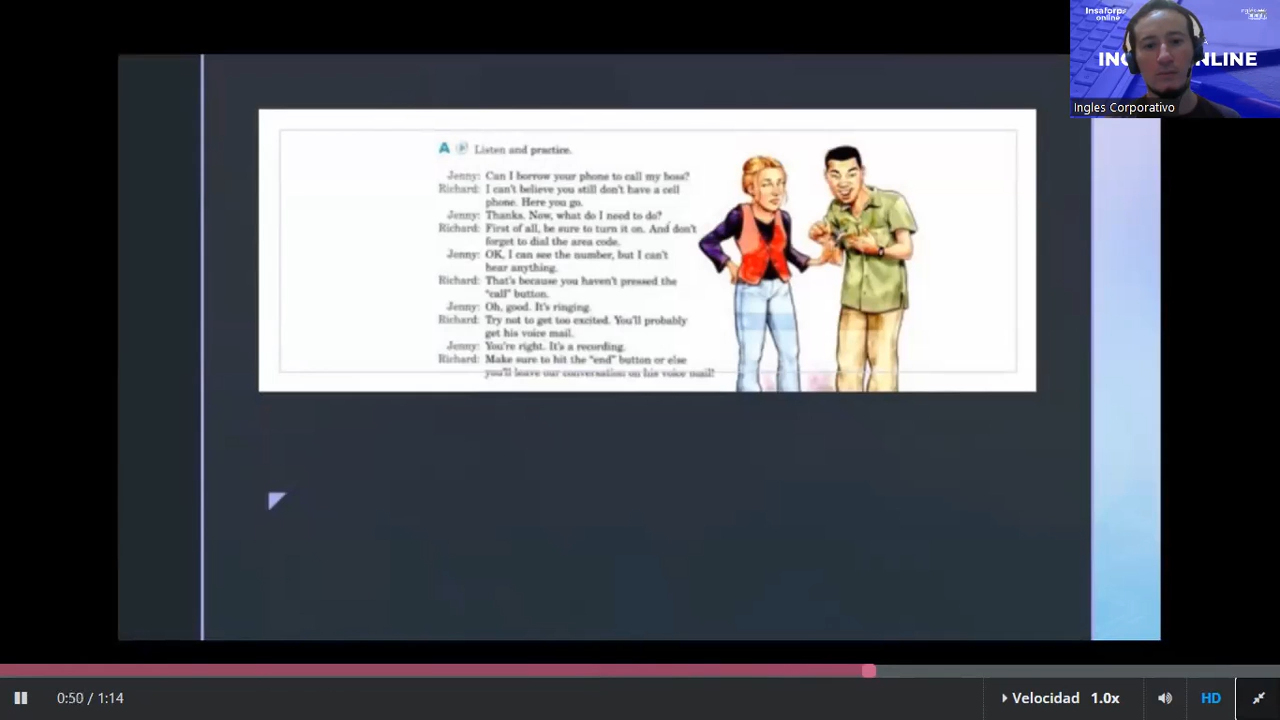 Insaforp
online
INGLES ONLINE
Ingles Corporativo
A Listen and practice.
Jenny: Can I borrow your phone to call my boss?
Richard: I can't believe you still don't have a cell
phone. Here you go.
Jenny: Thanks. Now, what do I need to do?
Richard: First of all, be sure to turn it on. And don't
forget to dial the area code.
Jenny: OK, I can see the number, but I can't
hear anything.
Richard: That's because you haven't pressed the
"call" button.
Jenny: Oh, good. It's ringing.
Richard: Try not to get too excited. You'll probably
get his voice mail.
Jenny: You're right. It's a recording.
Richard: Make sure to hit the "end" button or else
you'll leave our conversation on his voice mail!
0:50 / 1:14
Velocidad 1.0x
HD